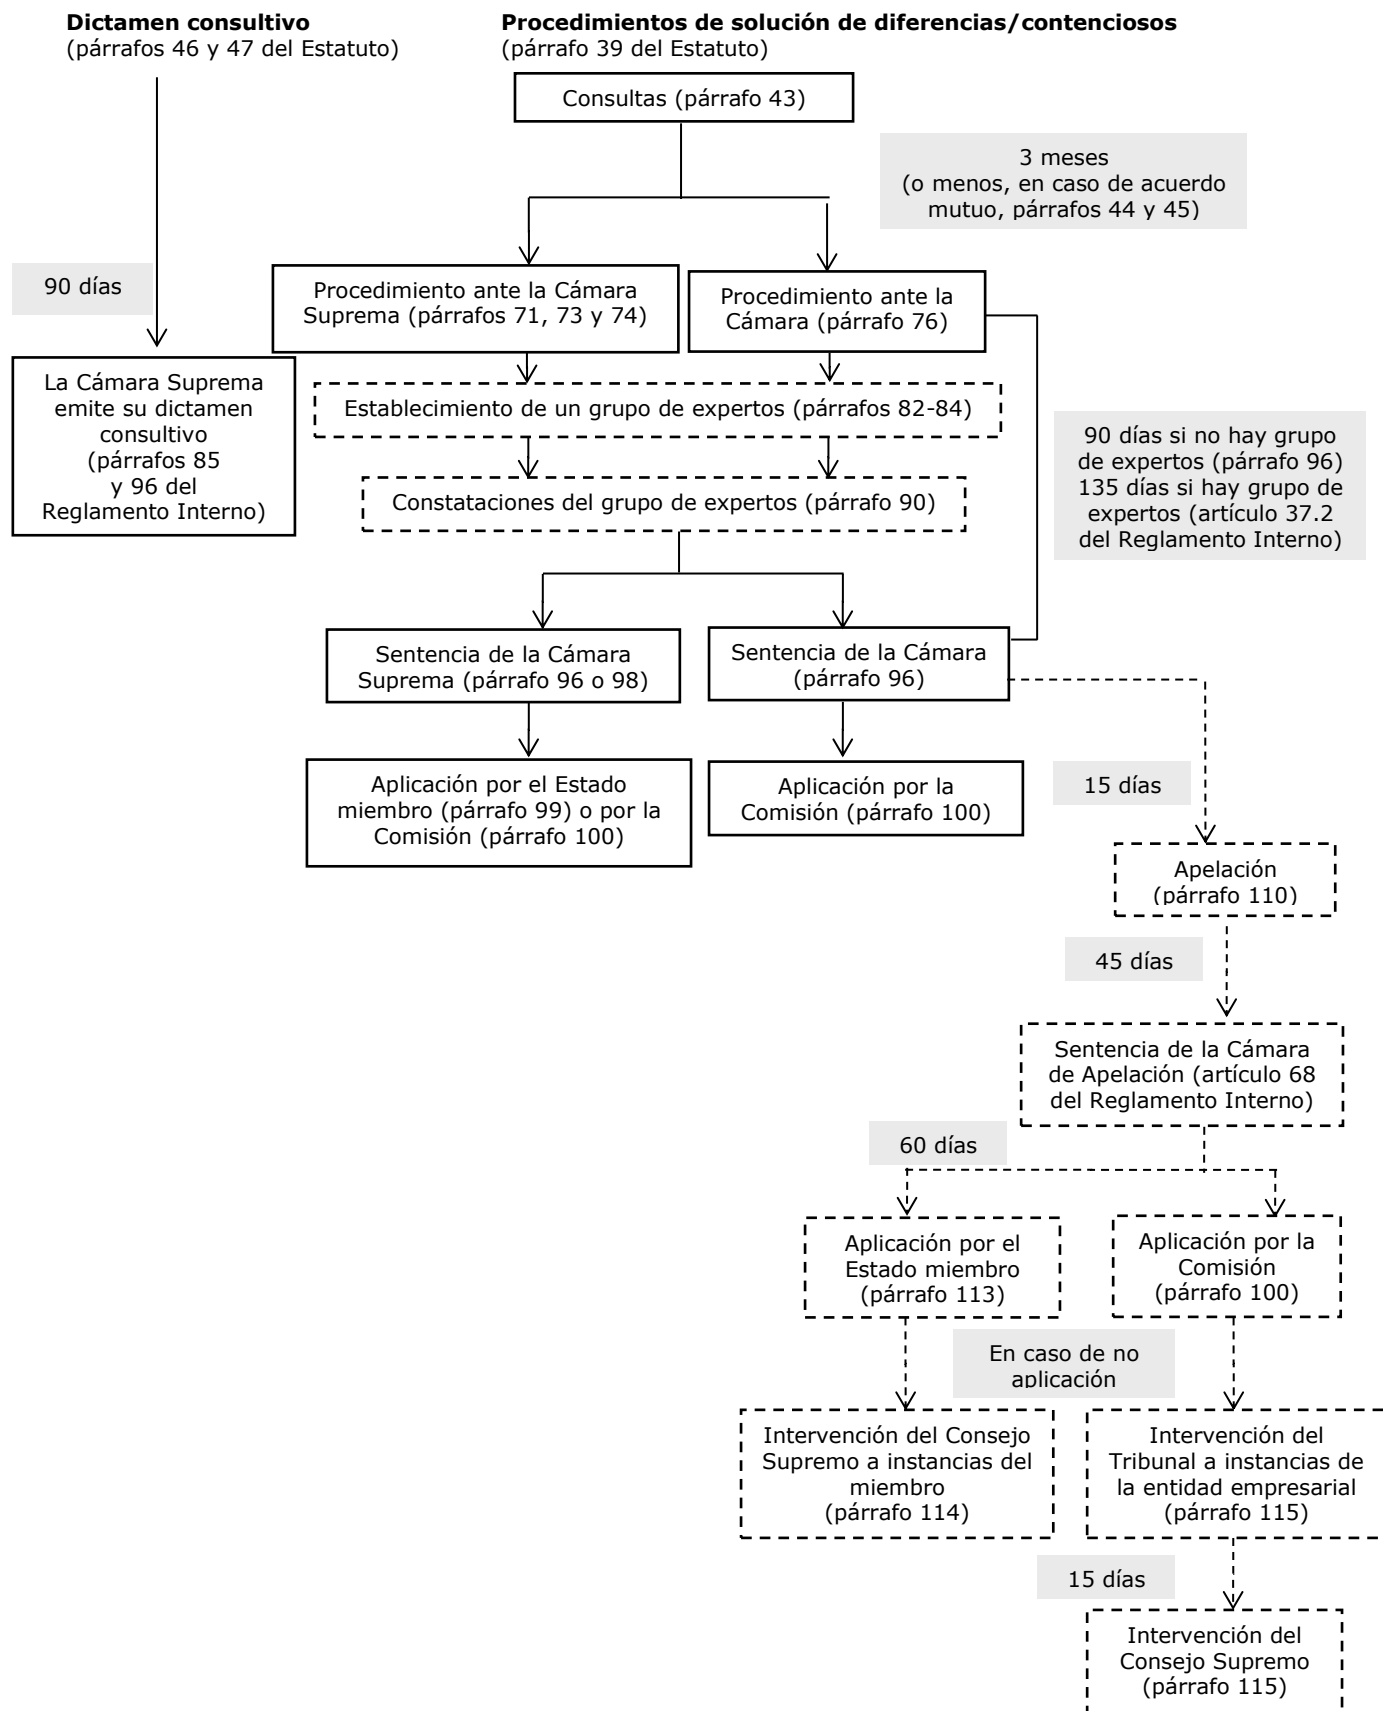 Dictamen consultivo
(párrafos 46 y 47 del Estatuto)
Procedimientos de solución de diferencias/contenciosos
(párrafo 39 del Estatuto)
Consultas (párrafo 43)
3 meses
(o menos, en caso de acuerdo
mutuo, párrafos 44 y 45)
90 días
Procedimiento ante la Cámara
Suprema (párrafos 71, 73 y 74)
Procedimiento ante la
Cámara (párrafo 76)
La Cámara Suprema
emite su dictamen
consultivo
(párrafos 85
y 96 del
Reglamento Interno)
Establecimiento de un grupo de expertos (párrafos 82-84)
90 días si no hay grupo
de expertos (párrafo 96)
135 días si hay grupo de
expertos (artículo 37.2
del Reglamento Interno)
Constataciones del grupo de expertos (párrafo 90)
Sentencia de la Cámara
Suprema (párrafo 96 o 98)
Sentencia de la Cámara
(párrafo 96)
Aplicación por el Estado
miembro (párrafo 99) o por la
Comisión (párrafo 100)
Aplicación por la
Comisión (párrafo 100)
15 días
Apelación
(párrafo 110)
45 días
Sentencia de la Cámara
de Apelación (artículo 68
del Reglamento Interno)
60 días
Aplicación por el
Estado miembro
(párrafo 113)
Aplicación por la
Comisión
(párrafo 100)
En caso de no
aplicación
Intervención del Consejo
Supremo a instancias del
miembro
(párrafo 114)
Intervención del
Tribunal a instancias de
la entidad empresarial
(párrafo 115)
15 días
Intervención del
Consejo Supremo
(párrafo 115)